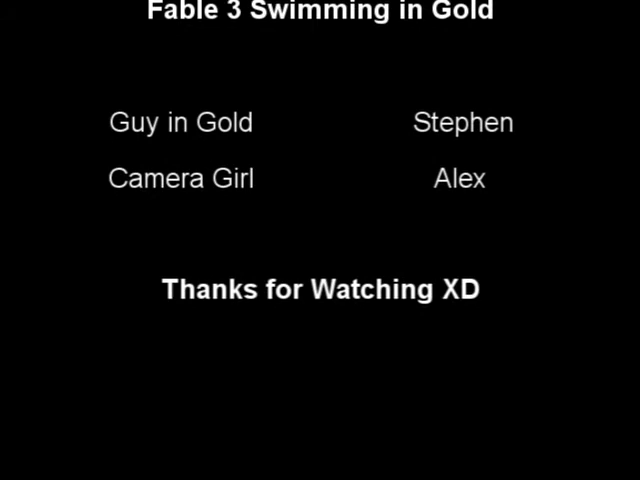 Fable 3 Swimming in Gold
Guy in Gold Stephen
Camera Girl Alex
Thanks for Watching XD